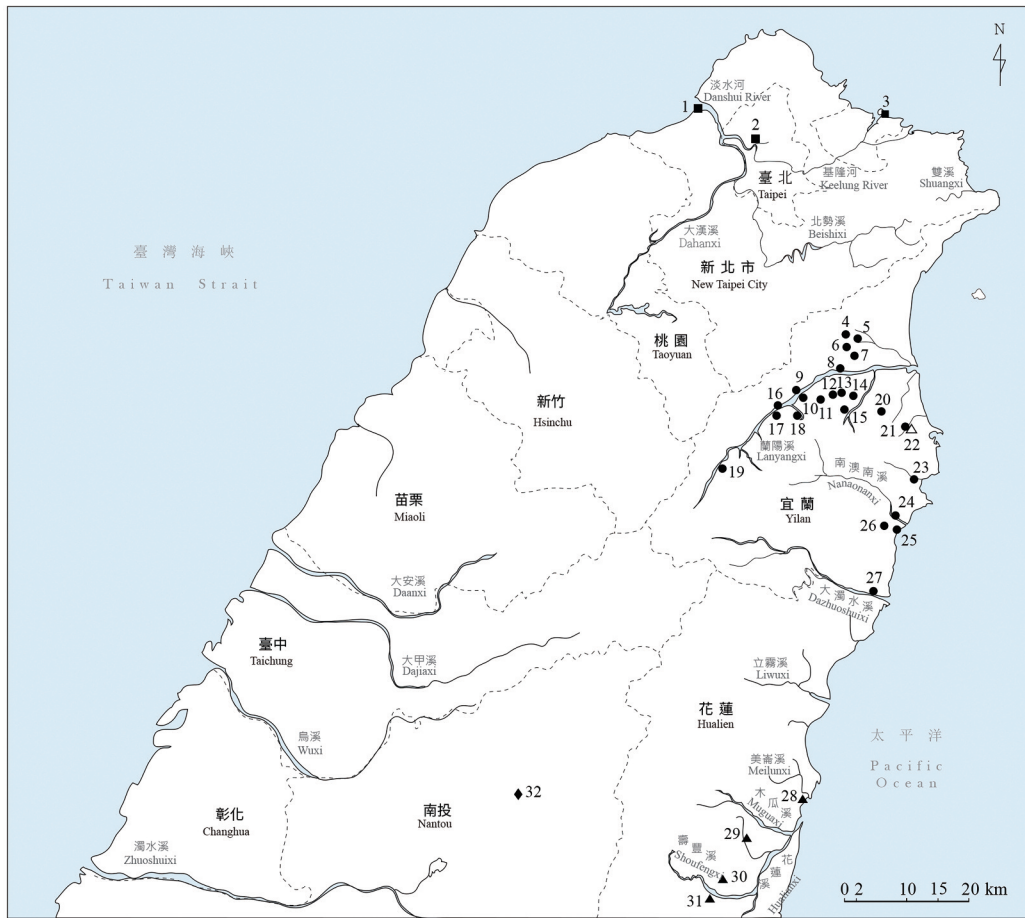 N
淡水河
Danshui River
1
2
3
臺北
Taipei
基隆河
Keelung River
雙溪
Shuangxi
大漢溪
Dahanxi
北勢溪
Beishixi
臺灣海峽
Taiwan Strait
新北市
New Taipei City
桃園
Taoyuan
4
5
6
7
8
9
10
11
12
13
14
15
16
17
18
19
20
21
22
新竹
Hsinchu
蘭陽溪
Lanyangxi
南澳南溪
Nanaonanxi
23
24
25
26
27
宜蘭
Yilan
苗栗
Miaoli
大安溪
Daanxi
大濁水溪
Dazhuoshuixi
臺中
Taichung
大甲溪
Dajiaxi
立霧溪
Liwuxi
花蓮
Hualien
烏溪
Wuxi
太平洋
Pacific
Ocean
美崙溪
Meilunxi
28
木瓜溪
Muguaxi
29
32
彰化
Changhua
南投
Nantou
濁水溪
Zhuoshuixi
壽豐溪
Shoufengxi
30
31
花蓮溪
Hualianxi
0 2 10 15 20 km